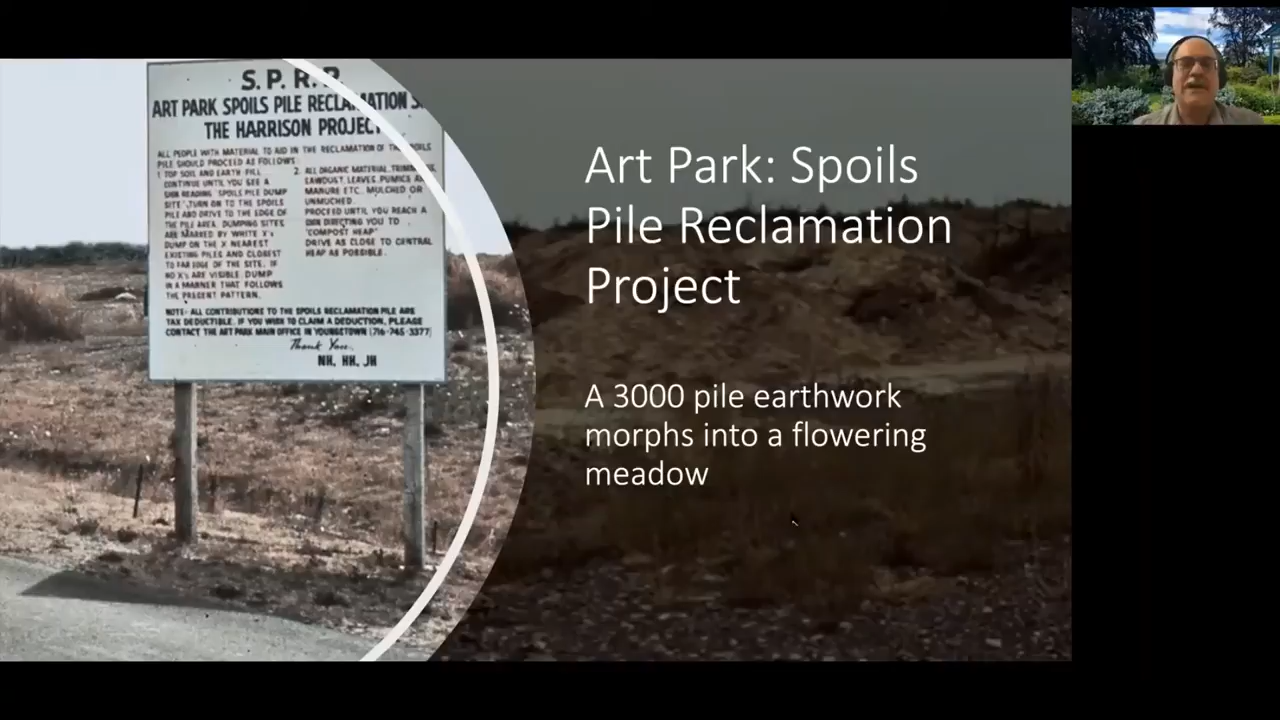 S. P. R. P.
ART PARK SPOILS PILE RECLAMATION
THE HARRISON PROJECT
ALL PEOPLE WITH MATERIAL TO AID IN THE RECLAMATION OF THE SPOILS
PILE SHOULD PROCEED AS FOLLOWS:
1. TOP SOIL AND EARTH FILL...
CONTINUE UNTIL YOU SEE A
SIGN READING "SPOILS PILE DUMP
SITE", TURN ON TO THE SPOILS
PILE AND DRIVE TO THE EDGE OF
THE PILE AREA. DUMPING SITES
ARE MARKED BY WHITE X's
DUMP ON THE X NEAREST
EXISTING PILES AND CLOSEST
TO FAR EDGE OF THE SITE. IF
NO X's ARE VISIBLE DUMP
IN A MANNER THAT FOLLOWS
THE PRESENT PATTERN.
2. ALL ORGANIC MATERIAL,
SAWDUST, LEAVES, PUMICE
MANURE ETC. MULCHED OR
UNMUCHED.
PROCEED UNTIL YOU REACH A
SIGN DIRECTING YOU TO
"COMPOST HEAP"
DRIVE AS CLOSE TO CENTRAL
HEAP AS POSSIBLE.
NOTE: ALL CONTRIBUTIONS TO THE SPOILS RECLAMATION PILE ARE
TAX DEDUCTIBLE. IF YOU WISH TO CLAIM A DEDUCTION, PLEASE
CONTACT THE ART PARK MAIN OFFICE IN YOUNGSTOWN (716-745-3377)
Thank You,
NH, HH, JH
Art Park: Spoils
Pile Reclamation
Project
A 3000 pile earthwork
morphs into a flowering
meadow